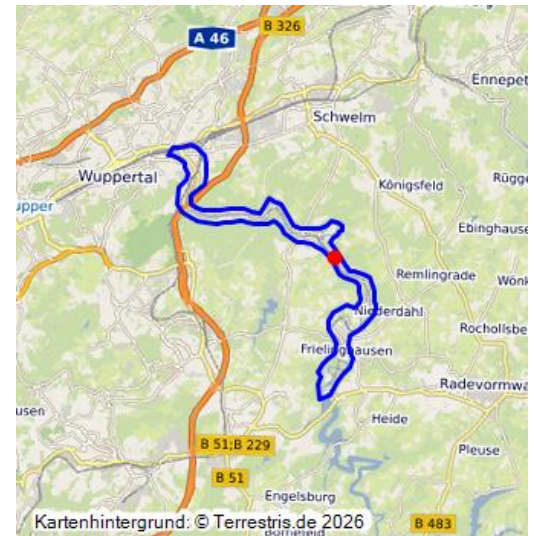 B 326
A 46
Ennepet
Schwelm
Wuppertal
Königsfeld
Rügge
upper
Ebinghause
Remlingrade
Wönk
Niederdahl
Rochollsbe
Frielinghausen
Radevormwa
usen
Heide
B 51;B 229
Pleuse
B 51
Engelsburg
Kartenhintergrund: © Terrestris.de 2026
B 483